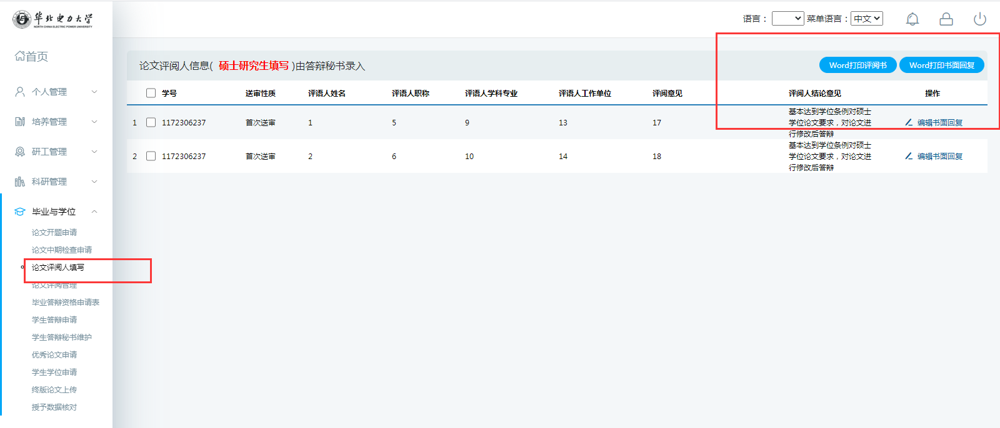 华北电力大学
NORTH CHINA ELECTRIC POWER UNIVERSITY
语言： 菜单语言：中文
首页
个人管理
培养管理
研工管理
科研管理
毕业与学位
论文开题申请
论文中期检查申请
论文评阅人填写
论文评阅管理
毕业答辩资格申请表
学生答辩申请
学生答辩秘书维护
优秀论文申请
学生学位申请
终版论文上传
授予数据核对
论文评阅人信息( 硕士研究生填写 )由答辩秘书录入
Word打印评阅书 Word打印书面回复
学号 送审性质 评语人姓名 评语人职称 评语人学科专业 评语人工作单位 评阅意见 评阅人结论意见 操作
1 1172306237 首次送审 1 5 9 13 17
基本达到学位条例对硕士
学位论文要求，对论文进
行修改后答辩
编辑书面回复
2 1172306237 首次送审 2 6 10 14 18
基本达到学位条例对硕士
学位论文要求，对论文进
行修改后答辩
编辑书面回复